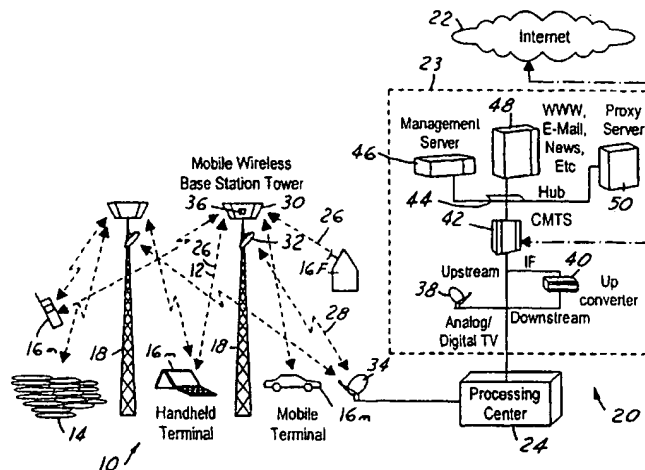 22
Internet
23
48
WWW,
E-Mail,
News,
Etc
Proxy
Server
Management
Server
46
Hub
50
44
42
CMTS
Mobile Wireless
Base Station Tower
36
30
26
32
26
12
16F
IF
40
Upstream
Up
converter
38
Downstream
Analog/
Digital TV
28
16m
18
16m
18
34
16m
14
Handheld
Terminal
Mobile
Terminal
Processing
Center
24
20
10